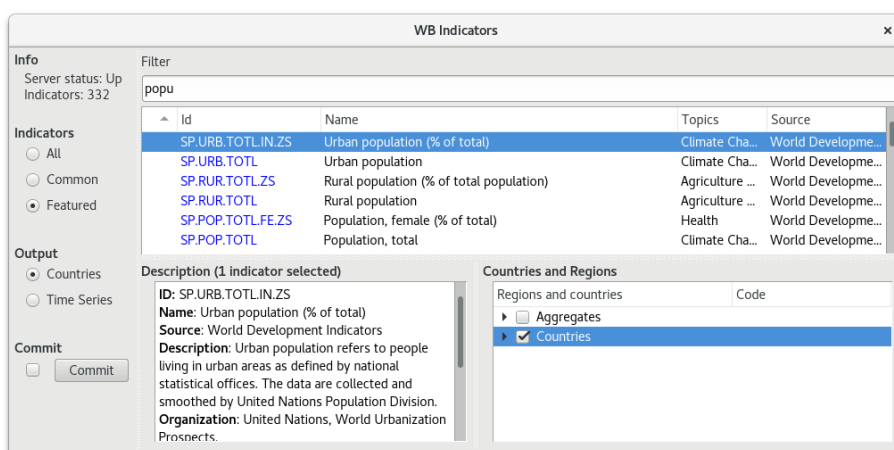 WB Indicators
Info
Server status: Up
Indicators: 332
Indicators
All
Common
Featured
Output
Countries
Time Series
Commit
Commit
Filter
popu
Id Name Topics Source
SP.URB.TOTL.IN.ZS Urban population (% of total) Climate Cha... World Developme...
SP.URB.TOTL Urban population Climate Cha... World Developme...
SP.RUR.TOTL.ZS Rural population (% of total population) Agriculture ... World Developme...
SP.RUR.TOTL Rural population Agriculture ... World Developme...
SP.POP.TOTL.FE.ZS Population, female (% of total) Health World Developme...
SP.POP.TOTL Population, total Climate Cha... World Developme...
Description (1 indicator selected)
ID: SP.URB.TOTL.IN.ZS
Name: Urban population (% of total)
Source: World Development Indicators
Description: Urban population refers to people
living in urban areas as defined by national
statistical offices. The data are collected and
smoothed by United Nations Population Division.
Organization: United Nations, World Urbanization
Prospects.
Countries and Regions
Regions and countries Code
Aggregates
Countries